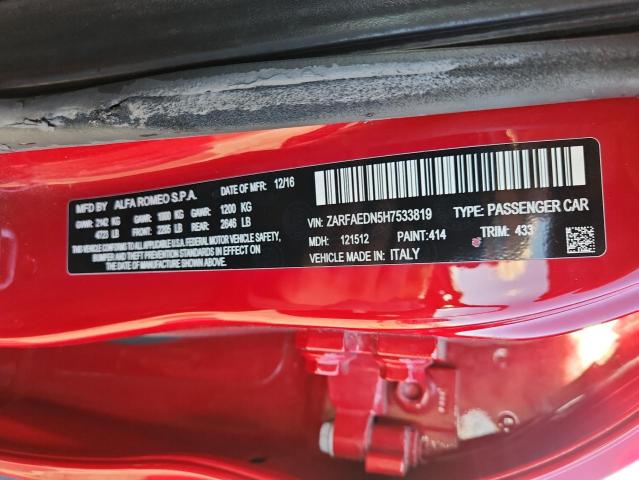 MFD BY ALFA ROMEO S.P.A. DATE OF MFR: 12/16
GAWR: 2142 KG GAWR: 1000 KG GAWR: 1200 KG
4723 LB FRONT: 2205 LB REAR: 2646 LB
THIS VEHICLE CONFORMS TO ALL APPLICABLE U.S.A. FEDERAL MOTOR VEHICLE SAFETY,
BUMPER AND THEFT PREVENTION STANDARDS IN EFFECT ON
THE DATE OF MANUFACTURE SHOWN ABOVE.
VIN: ZARFAEDN5H7533819 TYPE: PASSENGER CAR
MDH: 121512 PAINT: 414 TRIM: 433
VEHICLE MADE IN: ITALY